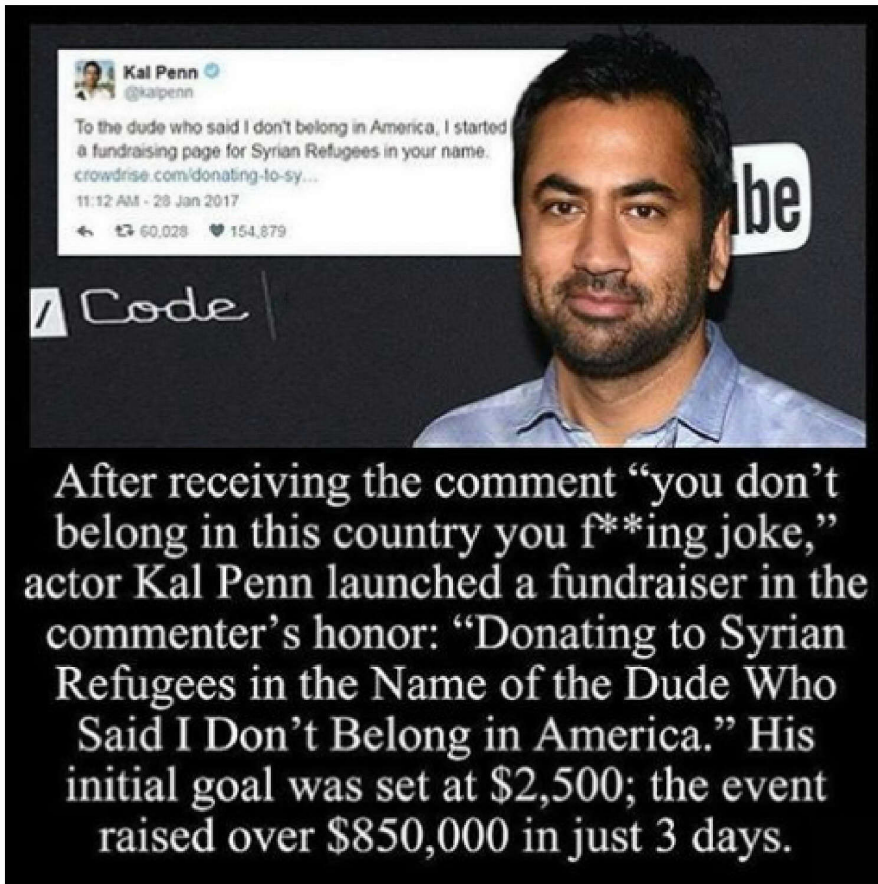 Kal Penn
@kalpenn
To the dude who said I don't belong in America, I started
a fundraising page for Syrian Refugees in your name.
crowdrise.com/donating-to-sy...
11:12 AM - 28 Jan 2017
60,028 154,879
be
/ Code
After receiving the comment “you don’t
belong in this country you f**ing joke,”
actor Kal Penn launched a fundraiser in the
commenter’s honor: “Donating to Syrian
Refugees in the Name of the Dude Who
Said I Don’t Belong in America.” His
initial goal was set at $2,500; the event
raised over $850,000 in just 3 days.